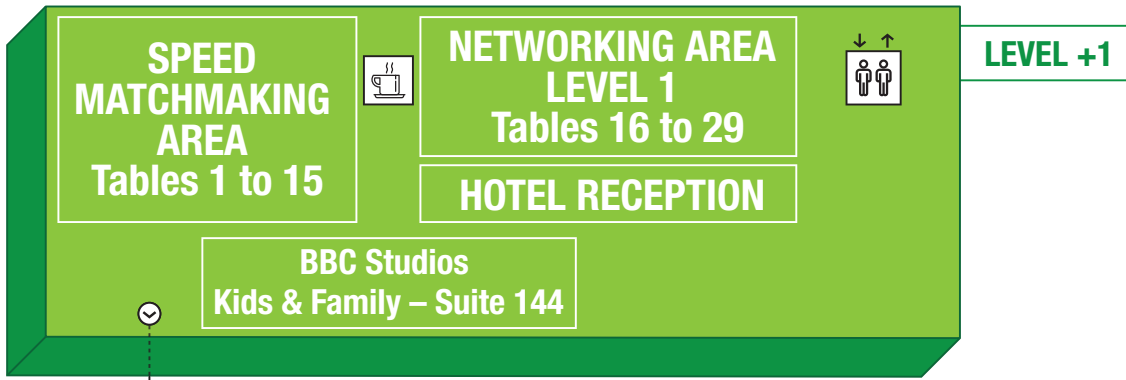 SPEED
MATCHMAKING
AREA
Tables 1 to 15
NETWORKING AREA
LEVEL 1
Tables 16 to 29
LEVEL +1
HOTEL RECEPTION
BBC Studios
Kids & Family – Suite 144